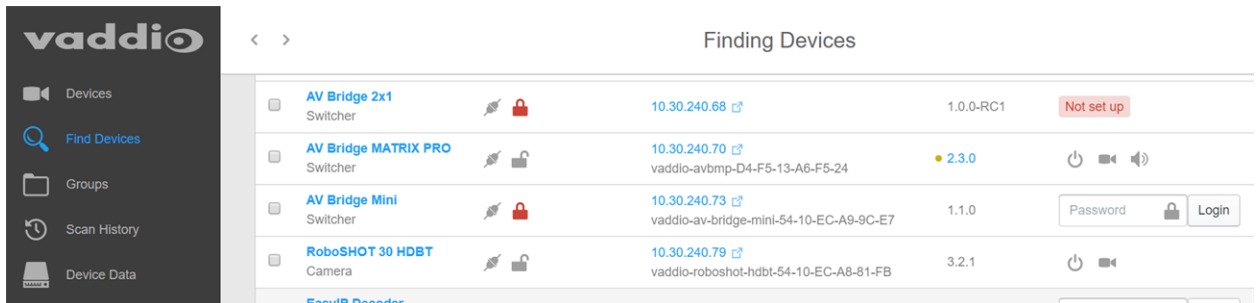 vaddio
Finding Devices
Devices
Find Devices
Groups
Scan History
Device Data
AV Bridge 2x1
Switcher
10.30.240.68
1.0.0-RC1
Not set up
AV Bridge MATRIX PRO
Switcher
10.30.240.70
vaddio-avbmp-D4-F5-13-A6-F5-24
2.3.0
AV Bridge Mini
Switcher
10.30.240.73
vaddio-av-bridge-mini-54-10-EC-A9-9C-E7
1.1.0
Password
Login
RoboSHOT 30 HDBT
Camera
10.30.240.79
vaddio-roboshot-hdbt-54-10-EC-A8-81-FB
3.2.1
EasyIP Decoder